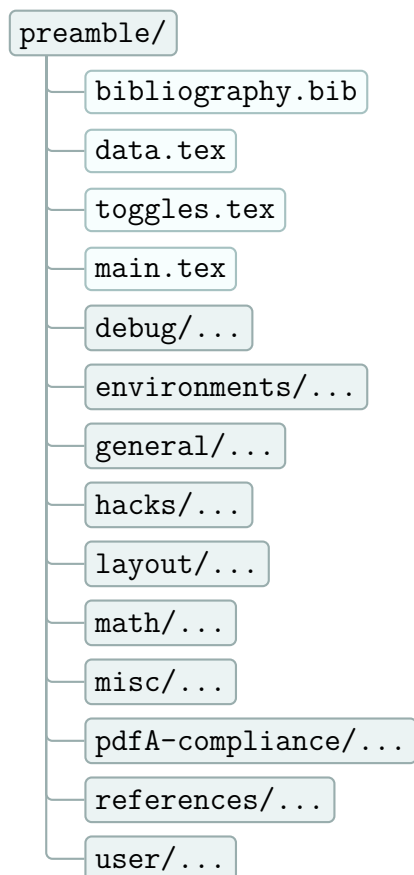 preamble/
bibliography.bib
data.tex
toggles.tex
main.tex
debug/...
environments/...
general/...
hacks/...
layout/...
math/...
misc/...
pdfA-compliance/...
references/...
user/...